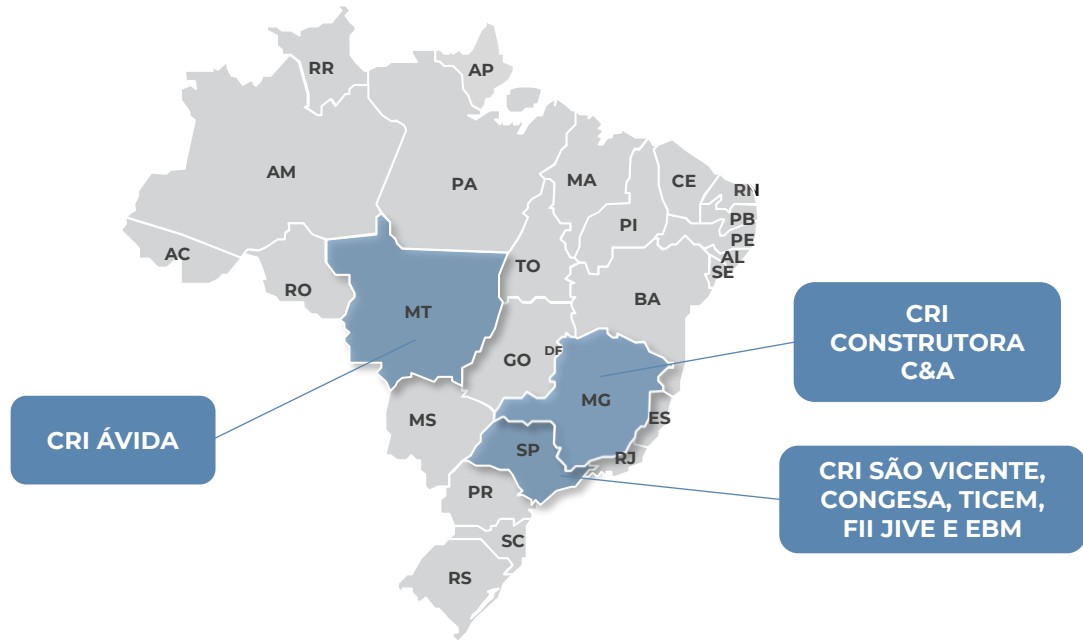 RR
AP
AM
PA
MA
CE
RN
PI
PB
PE
AC
TO
AL
SE
RO
BA
MT
CRI
CONSTRUTORA
C&A
DF
GO
MG
ES
MS
CRI ÁVIDA
SP
RJ
CRI SÃO VICENTE,
CONGESA, TICEM,
FII JIVE E EBM
PR
SC
RS